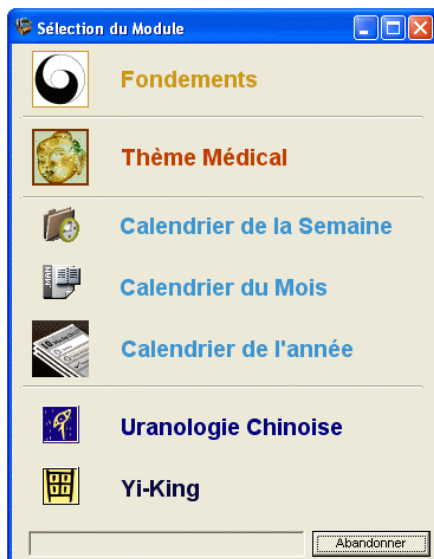 Sélection du Module
Fondements
Thème Médical
Calendrier de la Semaine
Calendrier du Mois
Calendrier de l'année
Uranologie Chinoise
Yi-King
Abandonner